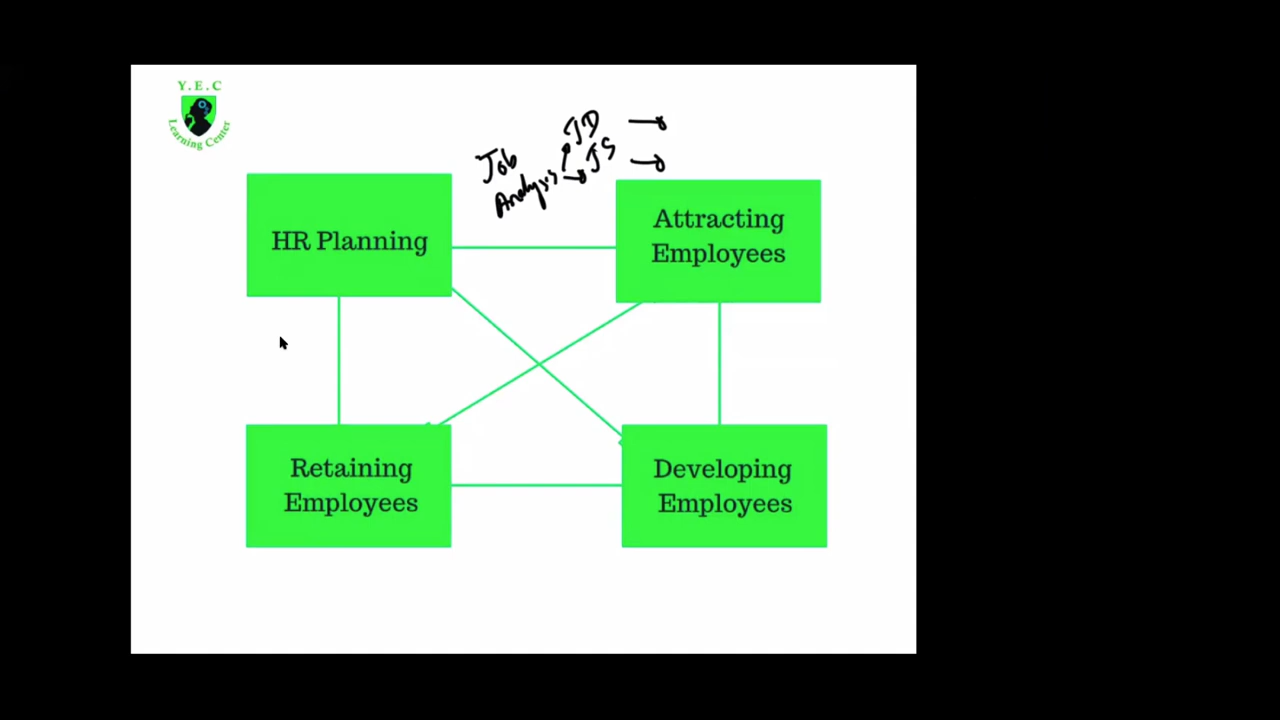 Y.E.C
Learning Center
Job
Analysis
JD
JS
HR Planning
Attracting
Employees
Retaining
Employees
Developing
Employees